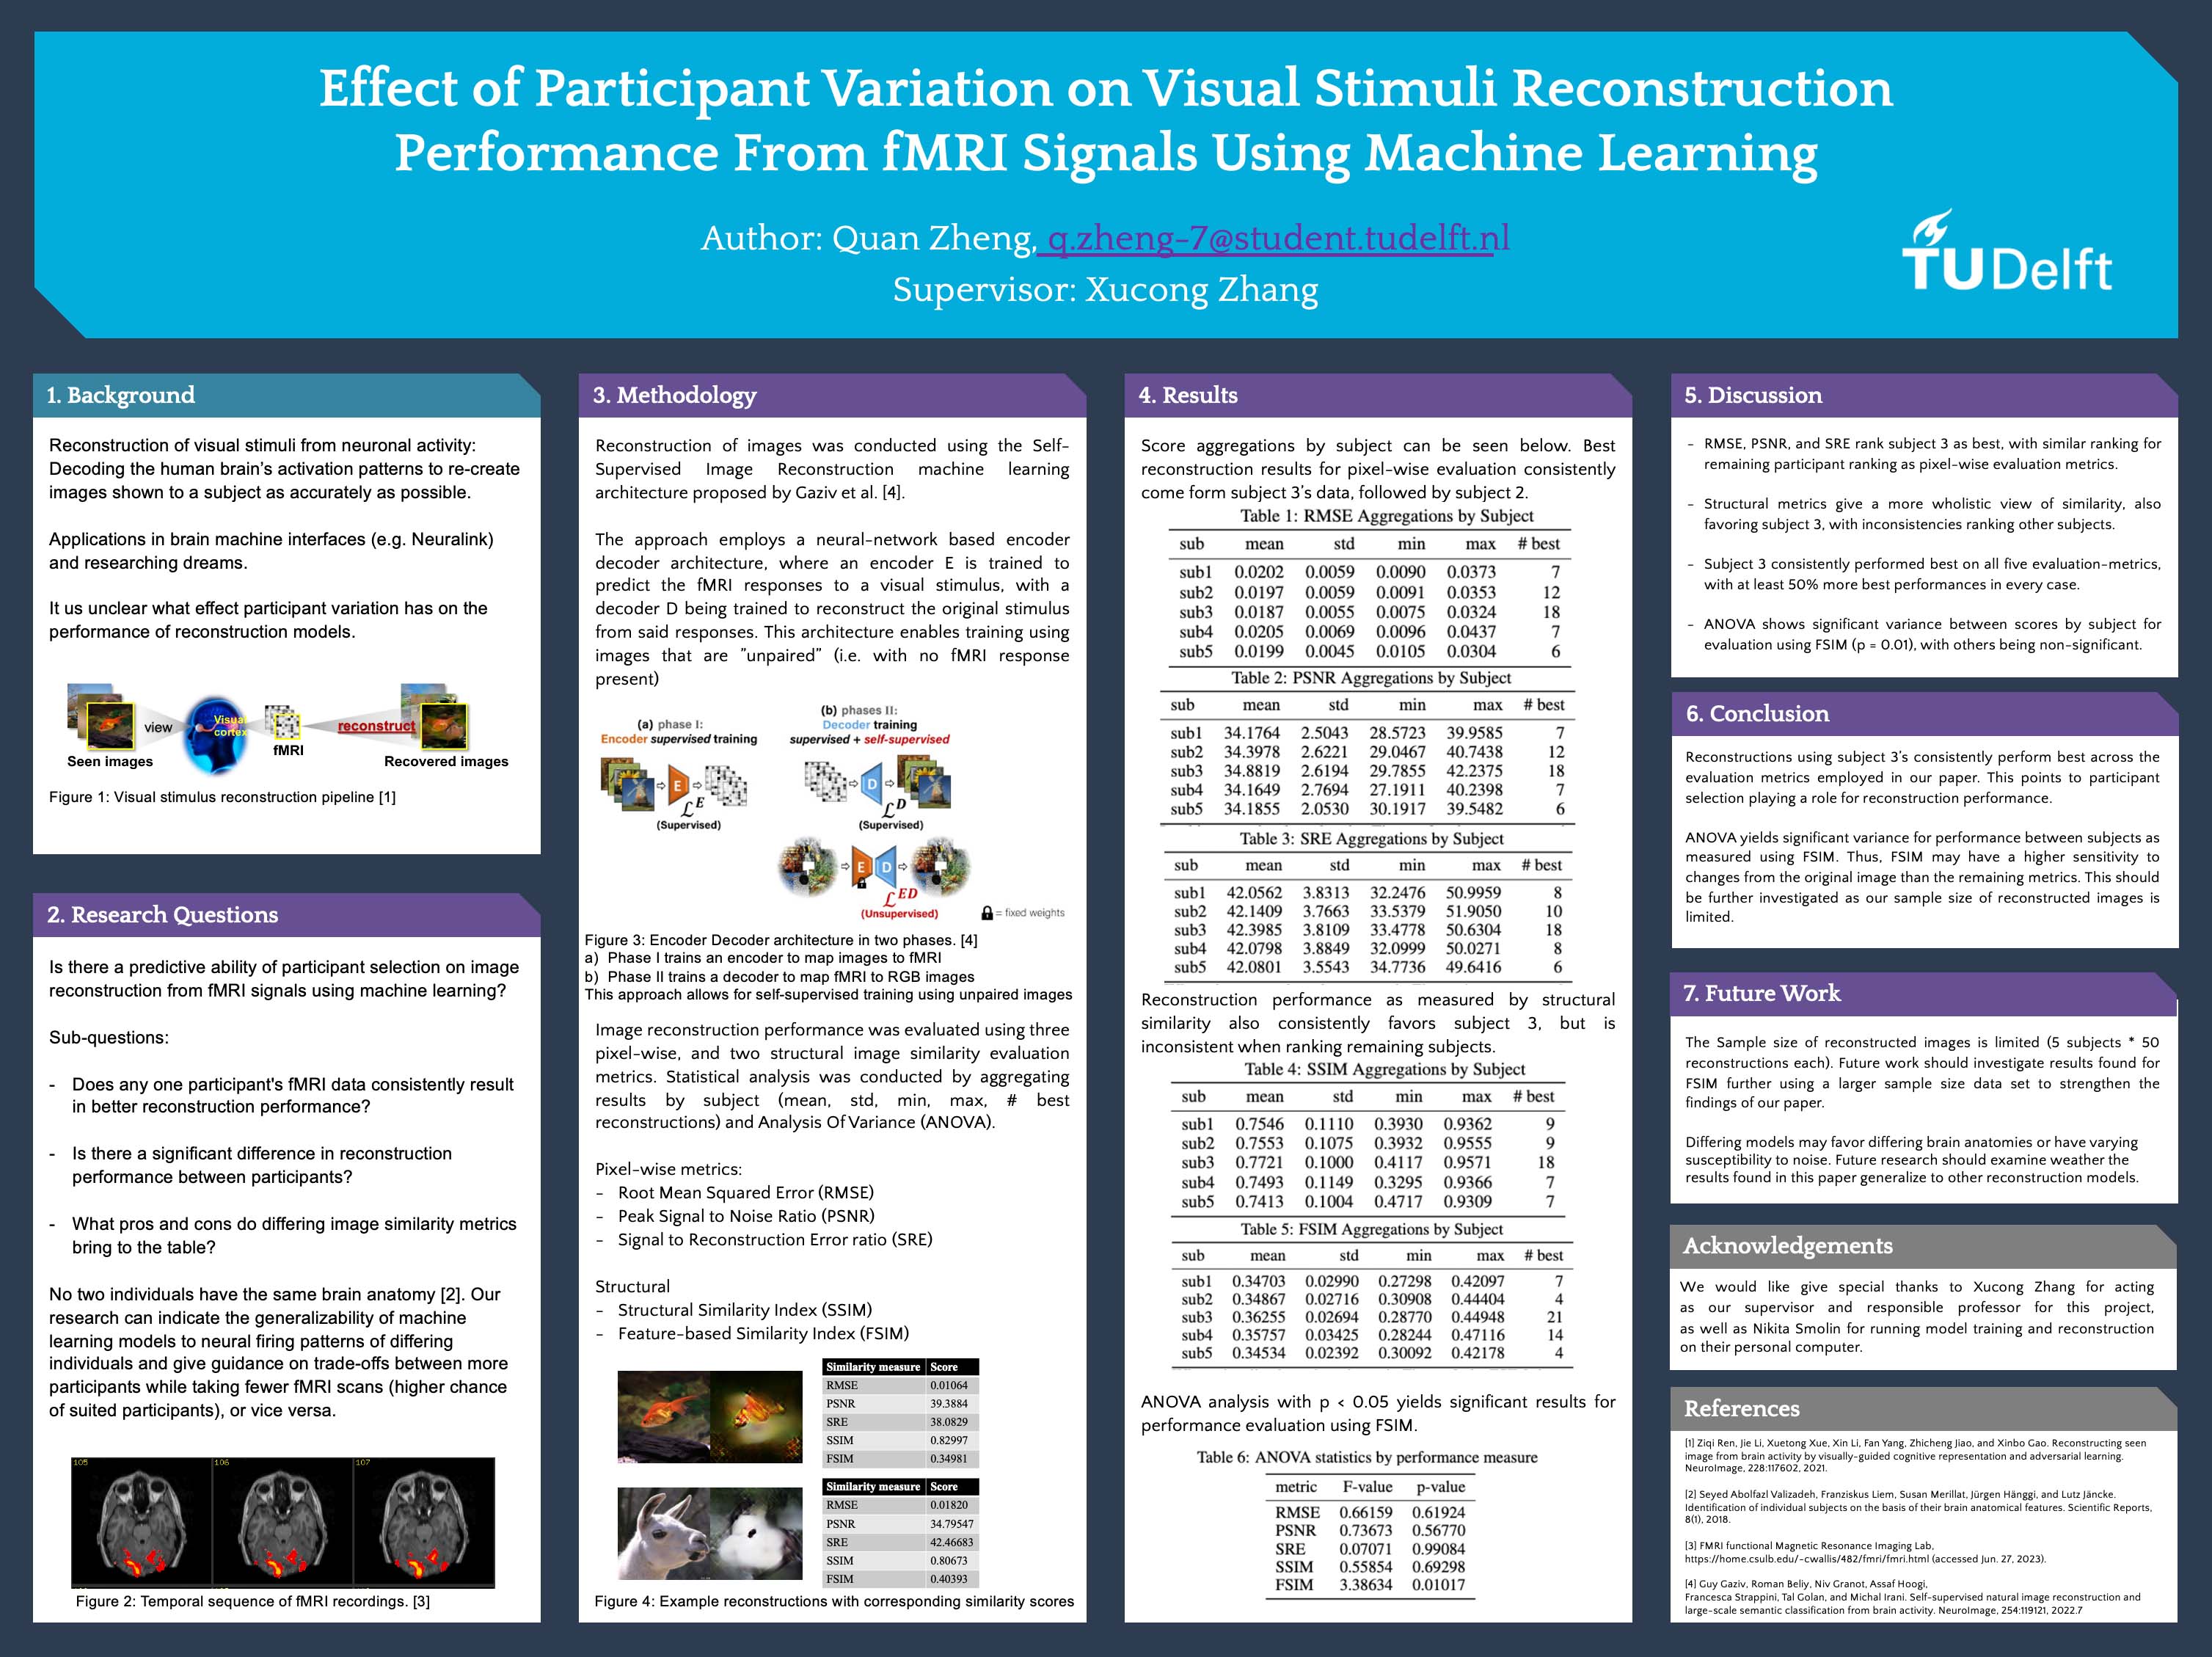 Effect of Participant Variation on Visual Stimuli Reconstruction
Performance From fMRI Signals Using Machine Learning
Author: Quan Zheng, q.zheng-7@student.tudelft.nl
Supervisor: Xucong Zhang
TU Delft
1. Background
Reconstruction of visual stimuli from neuronal activity:
Decoding the human brain's activation patterns to re-create
images shown to a subject as accurately as possible.
Applications in brain machine interfaces (e.g. Neuralink)
and researching dreams.
It us unclear what effect participant variation has on the
performance of reconstruction models.
Visual
cortex
view
fMRI
reconstruct
Seen images
Recovered images
Figure 1: Visual stimulus reconstruction pipeline [1]
2. Research Questions
Is there a predictive ability of participant selection on image
reconstruction from fMRI signals using machine learning?
Sub-questions:
- Does any one participant's fMRI data consistently result
in better reconstruction performance?
- Is there a significant difference in reconstruction
performance between participants?
- What pros and cons do differing image similarity metrics
bring to the table?
No two individuals have the same brain anatomy [2]. Our
research can indicate the generalizability of machine
learning models to neural firing patterns of differing
individuals and give guidance on trade-offs between more
participants while taking fewer fMRI scans (higher chance
of suited participants), or vice versa.
105 106 107
Figure 2: Temporal sequence of fMRI recordings. [3]
3. Methodology
Reconstruction of images was conducted using the Self-
Supervised Image Reconstruction machine learning
architecture proposed by Gaziv et al. [4].
The approach employs a neural-network based encoder
decoder architecture, where an encoder E is trained to
predict the fMRI responses to a visual stimulus, with a
decoder D being trained to reconstruct the original stimulus
from said responses. This architecture enables training using
images that are "unpaired" (i.e. with no fMRI response
present)
(a) phase I:
Encoder supervised training
E
ℒE
(Supervised)
(b) phases II:
Decoder training
supervised + self-supervised
D
ℒD
(Supervised)
E D
ℒED
(Unsupervised)
= fixed weights
Figure 3: Encoder Decoder architecture in two phases. [4]
a) Phase I trains an encoder to map images to fMRI
b) Phase II trains a decoder to map fMRI to RGB images
This approach allows for self-supervised training using unpaired images
Image reconstruction performance was evaluated using three
pixel-wise, and two structural image similarity evaluation
metrics. Statistical analysis was conducted by aggregating
results by subject (mean, std, min, max, # best
reconstructions) and Analysis Of Variance (ANOVA).
Pixel-wise metrics:
- Root Mean Squared Error (RMSE)
- Peak Signal to Noise Ratio (PSNR)
- Signal to Reconstruction Error ratio (SRE)
Structural
- Structural Similarity Index (SSIM)
- Feature-based Similarity Index (FSIM)
Similarity measure Score
RMSE 0.01064
PSNR 39.3884
SRE 38.0829
SSIM 0.82997
FSIM 0.34981
Similarity measure Score
RMSE 0.01820
PSNR 34.79547
SRE 42.46683
SSIM 0.80673
FSIM 0.40393
Figure 4: Example reconstructions with corresponding similarity scores
4. Results
Score aggregations by subject can be seen below. Best
reconstruction results for pixel-wise evaluation consistently
come form subject 3's data, followed by subject 2.
Table 1: RMSE Aggregations by Subject
sub mean std min max # best
sub1 0.0202 0.0059 0.0090 0.0373 7
sub2 0.0197 0.0059 0.0091 0.0353 12
sub3 0.0187 0.0055 0.0075 0.0324 18
sub4 0.0205 0.0069 0.0096 0.0437 7
sub5 0.0199 0.0045 0.0105 0.0304 6
Table 2: PSNR Aggregations by Subject
sub mean std min max # best
sub1 34.1764 2.5043 28.5723 39.9585 7
sub2 34.3978 2.6221 29.0467 40.7438 12
sub3 34.8819 2.6194 29.7855 42.2375 18
sub4 34.1649 2.7694 27.1911 40.2398 7
sub5 34.1855 2.0530 30.1917 39.5482 6
Table 3: SRE Aggregations by Subject
sub mean std min max # best
sub1 42.0562 3.8313 32.2476 50.9959 8
sub2 42.1409 3.7663 33.5379 51.9050 10
sub3 42.3985 3.8109 33.4778 50.6304 18
sub4 42.0798 3.8849 32.0999 50.0271 8
sub5 42.0801 3.5543 34.7736 49.6416 6
Reconstruction performance as measured by structural
similarity also consistently favors subject 3, but is
inconsistent when ranking remaining subjects.
Table 4: SSIM Aggregations by Subject
sub mean std min max # best
sub1 0.7546 0.1110 0.3930 0.9362 9
sub2 0.7553 0.1075 0.3932 0.9555 9
sub3 0.7721 0.1000 0.4117 0.9571 18
sub4 0.7493 0.1149 0.3295 0.9366 7
sub5 0.7413 0.1004 0.4717 0.9309 7
Table 5: FSIM Aggregations by Subject
sub mean std min max # best
sub1 0.34703 0.02990 0.27298 0.42097 7
sub2 0.34867 0.02716 0.30908 0.44404 4
sub3 0.36255 0.02694 0.28770 0.44948 21
sub4 0.35757 0.03425 0.28244 0.47116 14
sub5 0.34534 0.02392 0.30092 0.42178 4
ANOVA analysis with p < 0.05 yields significant results for
performance evaluation using FSIM.
Table 6: ANOVA statistics by performance measure
metric F-value p-value
RMSE 0.66159 0.61924
PSNR 0.73673 0.56770
SRE 0.07071 0.99084
SSIM 0.55854 0.69298
FSIM 3.38634 0.01017
5. Discussion
- RMSE, PSNR, and SRE rank subject 3 as best, with similar ranking for
remaining participant ranking as pixel-wise evaluation metrics.
- Structural metrics give a more wholistic view of similarity, also
favoring subject 3, with inconsistencies ranking other subjects.
- Subject 3 consistently performed best on all five evaluation-metrics,
with at least 50% more best performances in every case.
- ANOVA shows significant variance between scores by subject for
evaluation using FSIM (p = 0.01), with others being non-significant.
6. Conclusion
Reconstructions using subject 3's consistently perform best across the
evaluation metrics employed in our paper. This points to participant
selection playing a role for reconstruction performance.
ANOVA yields significant variance for performance between subjects as
measured using FSIM. Thus, FSIM may have a higher sensitivity to
changes from the original image than the remaining metrics. This should
be further investigated as our sample size of reconstructed images is
limited.
7. Future Work
The Sample size of reconstructed images is limited (5 subjects * 50
reconstructions each). Future work should investigate results found for
FSIM further using a larger sample size data set to strengthen the
findings of our paper.
Differing models may favor differing brain anatomies or have varying
susceptibility to noise. Future research should examine weather the
results found in this paper generalize to other reconstruction models.
Acknowledgements
We would like give special thanks to Xucong Zhang for acting
as our supervisor and responsible professor for this project,
as well as Nikita Smolin for running model training and reconstruction
on their personal computer.
References
[1] Ziqi Ren, Jie Li, Xuetong Xue, Xin Li, Fan Yang, Zhicheng Jiao, and Xinbo Gao. Reconstructing seen
image from brain activity by visually-guided cognitive representation and adversarial learning.
NeuroImage, 228:117602, 2021.
[2] Seyed Abolfazl Valizadeh, Franziskus Liem, Susan Merillat, Jürgen Hänggi, and Lutz Jäncke.
Identification of individual subjects on the basis of their brain anatomical features. Scientific Reports,
8(1), 2018.
[3] FMRI functional Magnetic Resonance Imaging Lab,
https://home.csulb.edu/~cwallis/482/fmri/fmri.html (accessed Jun. 27, 2023).
[4] Guy Gaziv, Roman Beliy, Niv Granot, Assaf Hoogi,
Francesca Strappini, Tal Golan, and Michal Irani. Self-supervised natural image reconstruction and
large-scale semantic classification from brain activity. NeuroImage, 254:119121, 2022.7